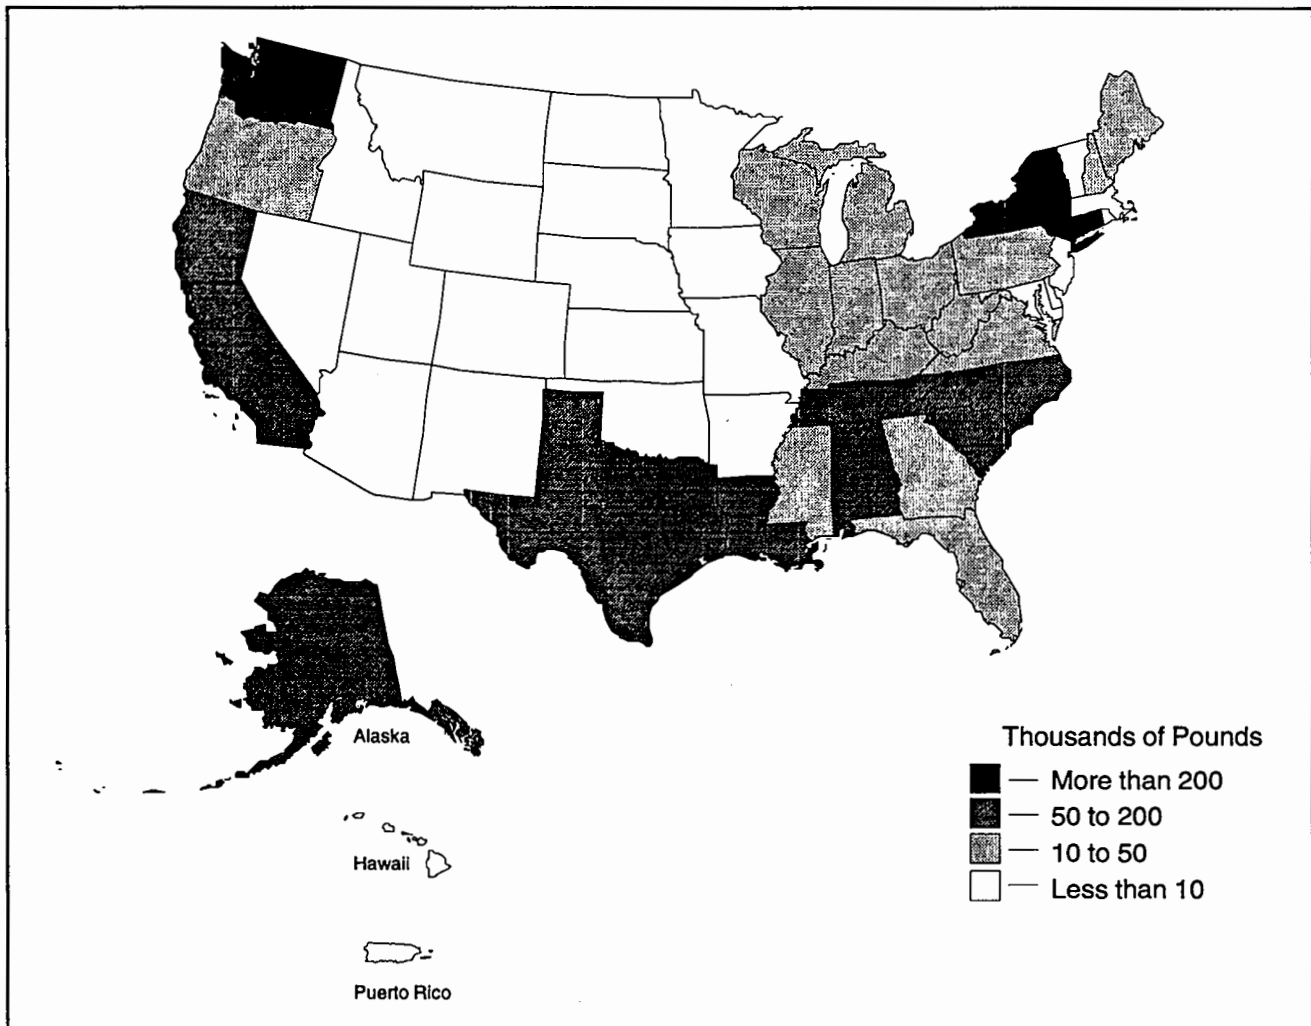 Alaska
Hawaii
Puerto Rico
Thousands of Pounds
More than 200
50 to 200
10 to 50
Less than 10